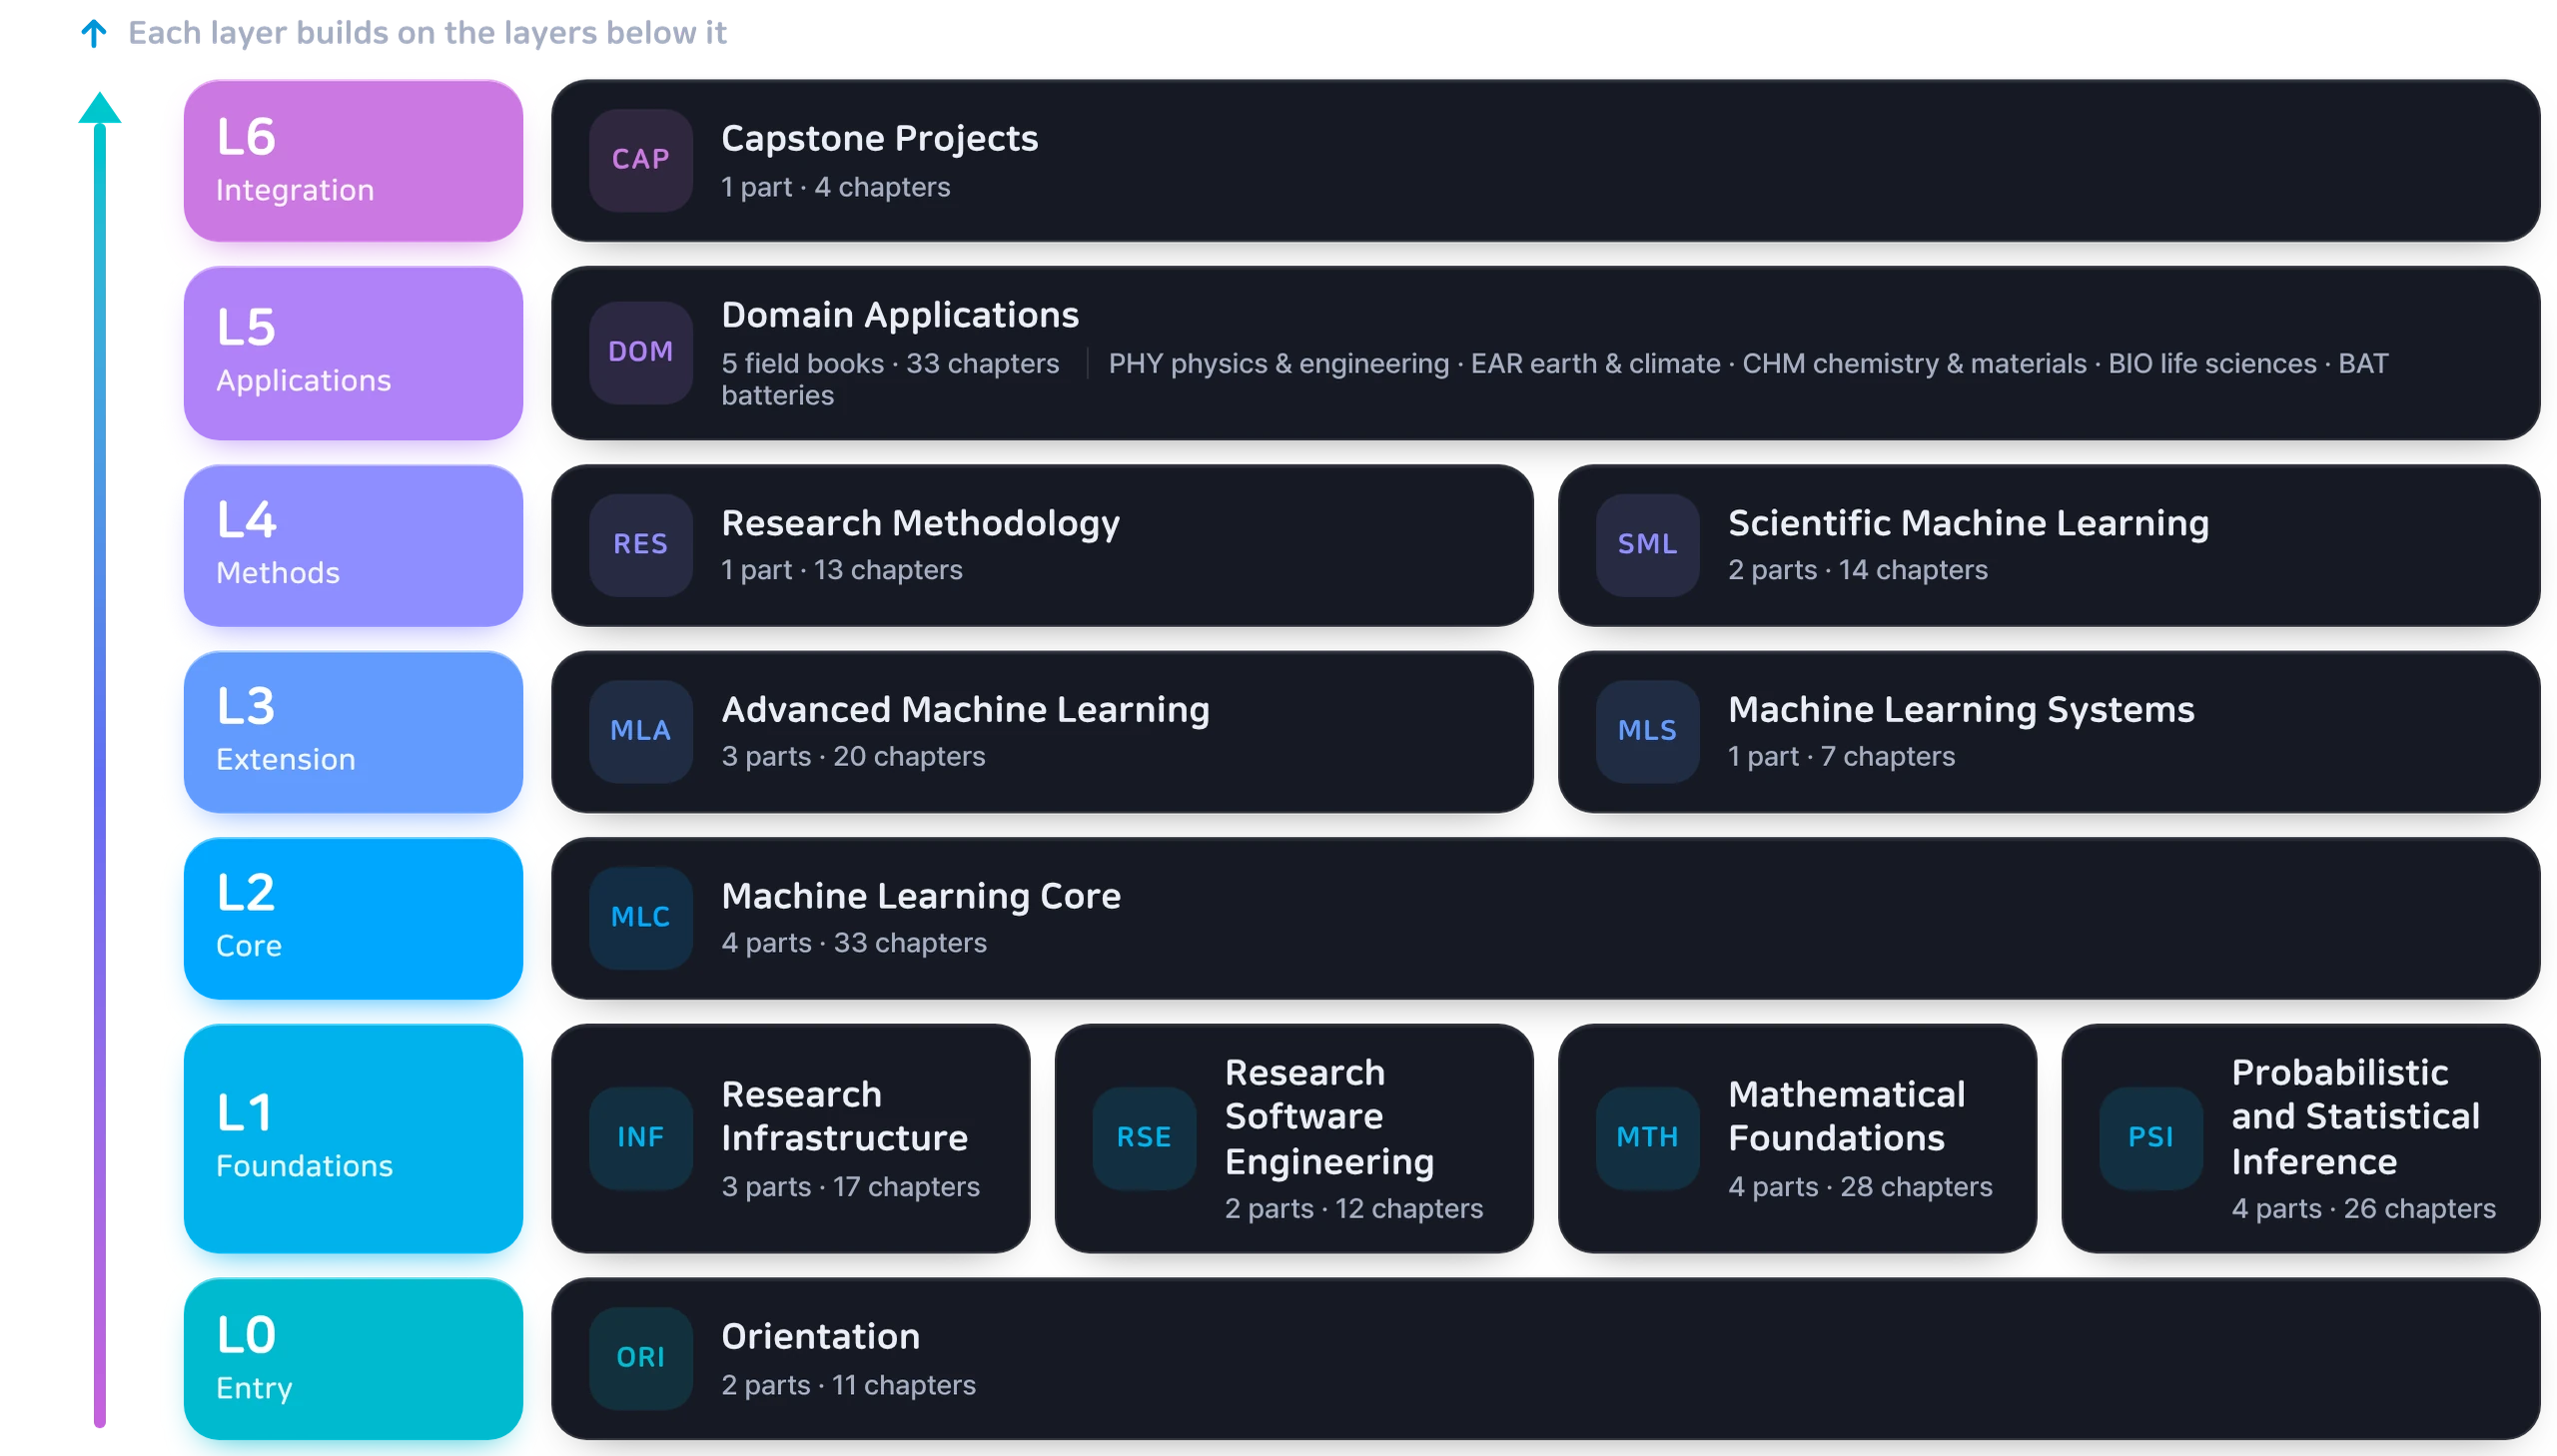 Each layer builds on the layers below it
L6
Integration
CAP
Capstone Projects
1 part · 4 chapters
L5
Applications
DOM
Domain Applications
5 field books · 33 chapters
PHY physics & engineering · EAR earth & climate · CHM chemistry & materials · BIO life sciences · BAT
batteries
L4
Methods
RES
Research Methodology
1 part · 13 chapters
SML
Scientific Machine Learning
2 parts · 14 chapters
L3
Extension
MLA
Advanced Machine Learning
3 parts · 20 chapters
MLS
Machine Learning Systems
1 part · 7 chapters
L2
Core
MLC
Machine Learning Core
4 parts · 33 chapters
L1
Foundations
INF
Research
Infrastructure
3 parts · 17 chapters
RSE
Research
Software
Engineering
2 parts · 12 chapters
MTH
Mathematical
Foundations
4 parts · 28 chapters
PSI
Probabilistic
and Statistical
Inference
4 parts · 26 chapters
L0
Entry
ORI
Orientation
2 parts · 11 chapters